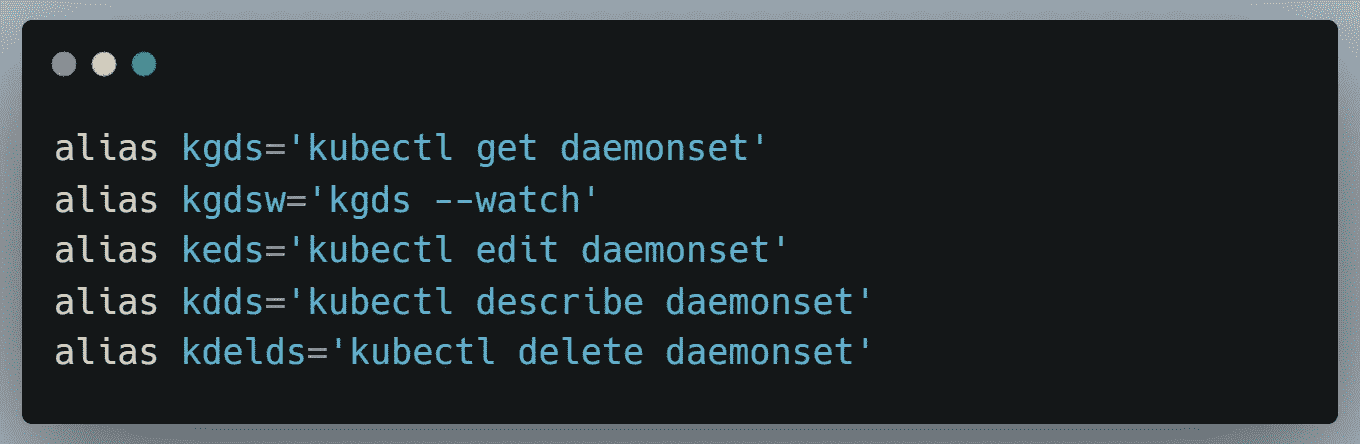 alias kgds='kubectl get daemonset'
alias kgdsw='kgds --watch'
alias keds='kubectl edit daemonset'
alias kdds='kubectl describe daemonset'
alias kdelds='kubectl delete daemonset'